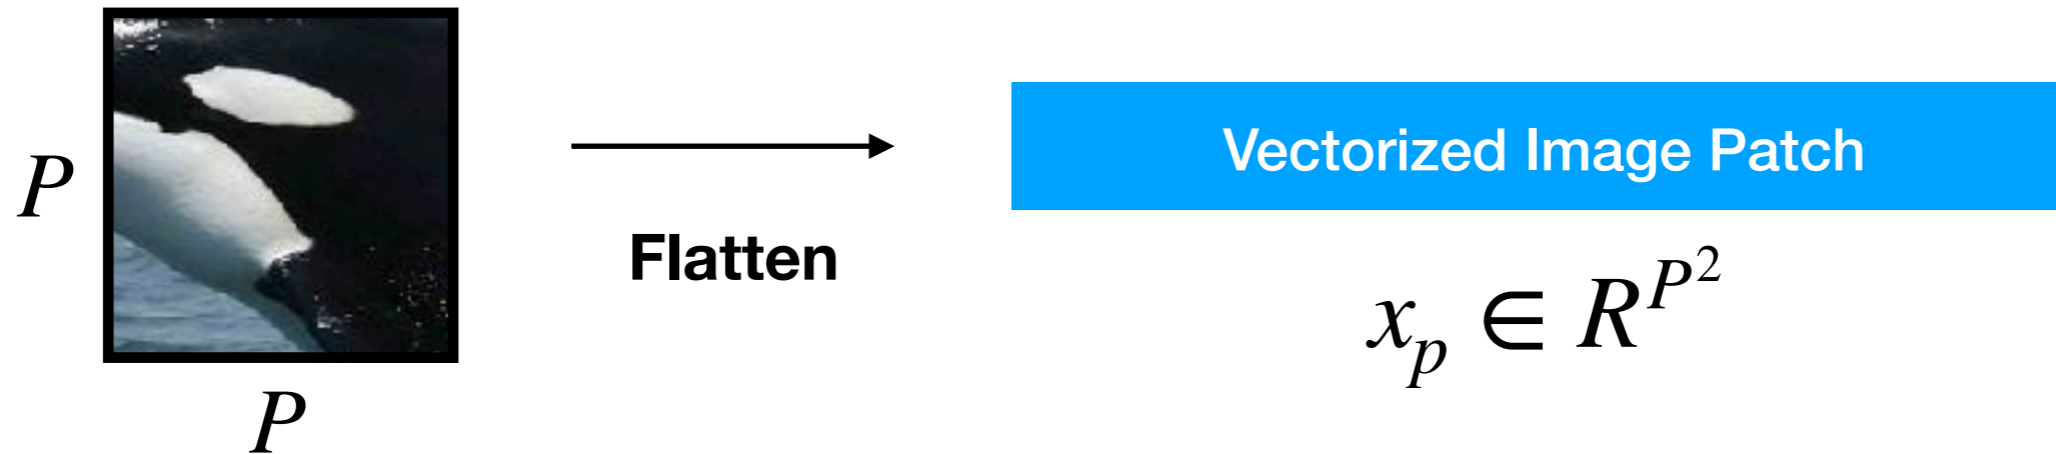 P
P
Flatten
Vectorized Image Patch
x_p ∈ R^{P^2}